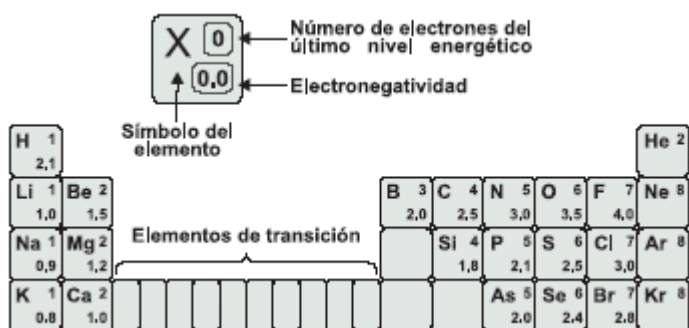 X 0
0,0
Número de electrones del
último nivel energético
Electronegatividad
Símbolo del
elemento
H 1
2,1
He 2
Li 1
1,0
Be 2
1,5
B 3
2,0
C 4
2,5
N 5
3,0
O 6
3,5
F 7
4,0
Ne 8
Na 1
0,9
Mg 2
1,2
Elementos de transición
Si 4
1,8
P 5
2,1
S 6
2,5
Cl 7
3,0
Ar 8
K 1
0.8
Ca 2
1.0
As 5
2.0
Se 6
2.4
Br 7
2.8
Kr 8